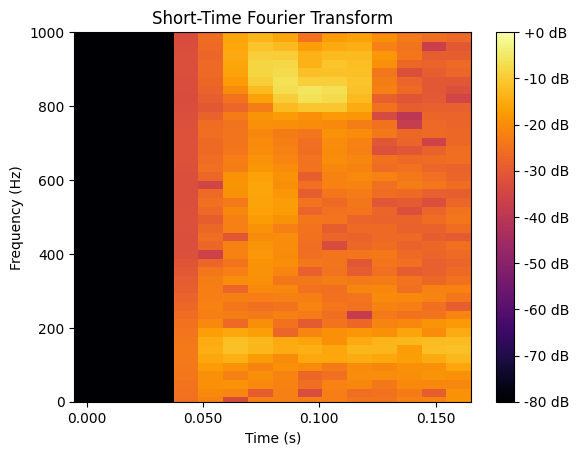 Short-Time Fourier Transform
1000
800
600
400
200
0
Frequency (Hz)
0.000
0.050
0.100
0.150
Time (s)
+0 dB
-10 dB
-20 dB
-30 dB
-40 dB
-50 dB
-60 dB
-70 dB
-80 dB